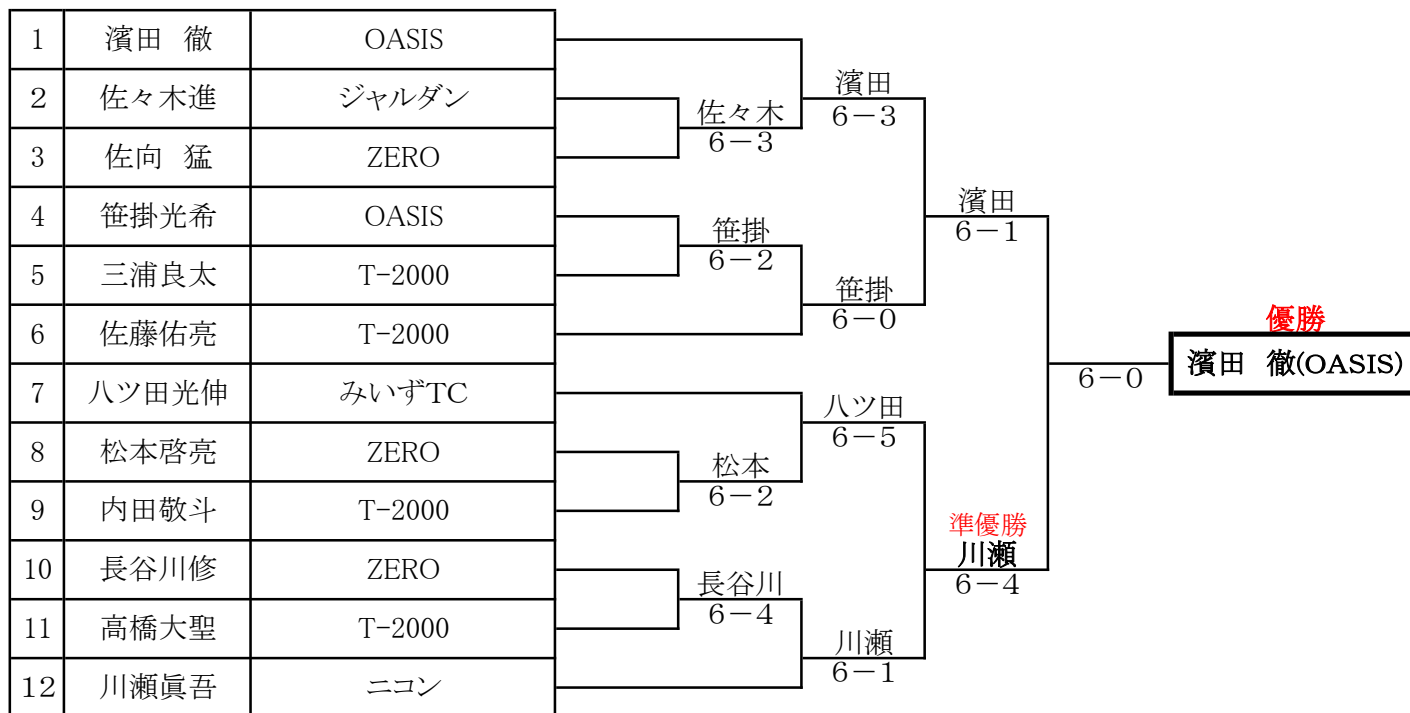 1 濱田 徹 OASIS
2 佐々木進 ジャルダン
3 佐向 猛 ZERO
4 笹掛光希 OASIS
5 三浦良太 T-2000
6 佐藤佑亮 T-2000
7 八ツ田光伸 みいずTC
8 松本啓亮 ZERO
9 内田敬斗 T-2000
10 長谷川修 ZERO
11 高橋大聖 T-2000
12 川瀬眞吾 ニコン
佐々木
6-3
笹掛
6-2
松本
6-2
長谷川
6-4
濱田
6-3
笹掛
6-0
八ツ田
6-5
川瀬
6-1
濱田
6-1
準優勝
川瀬
6-4
6-0
優勝
濱田 徹(OASIS)